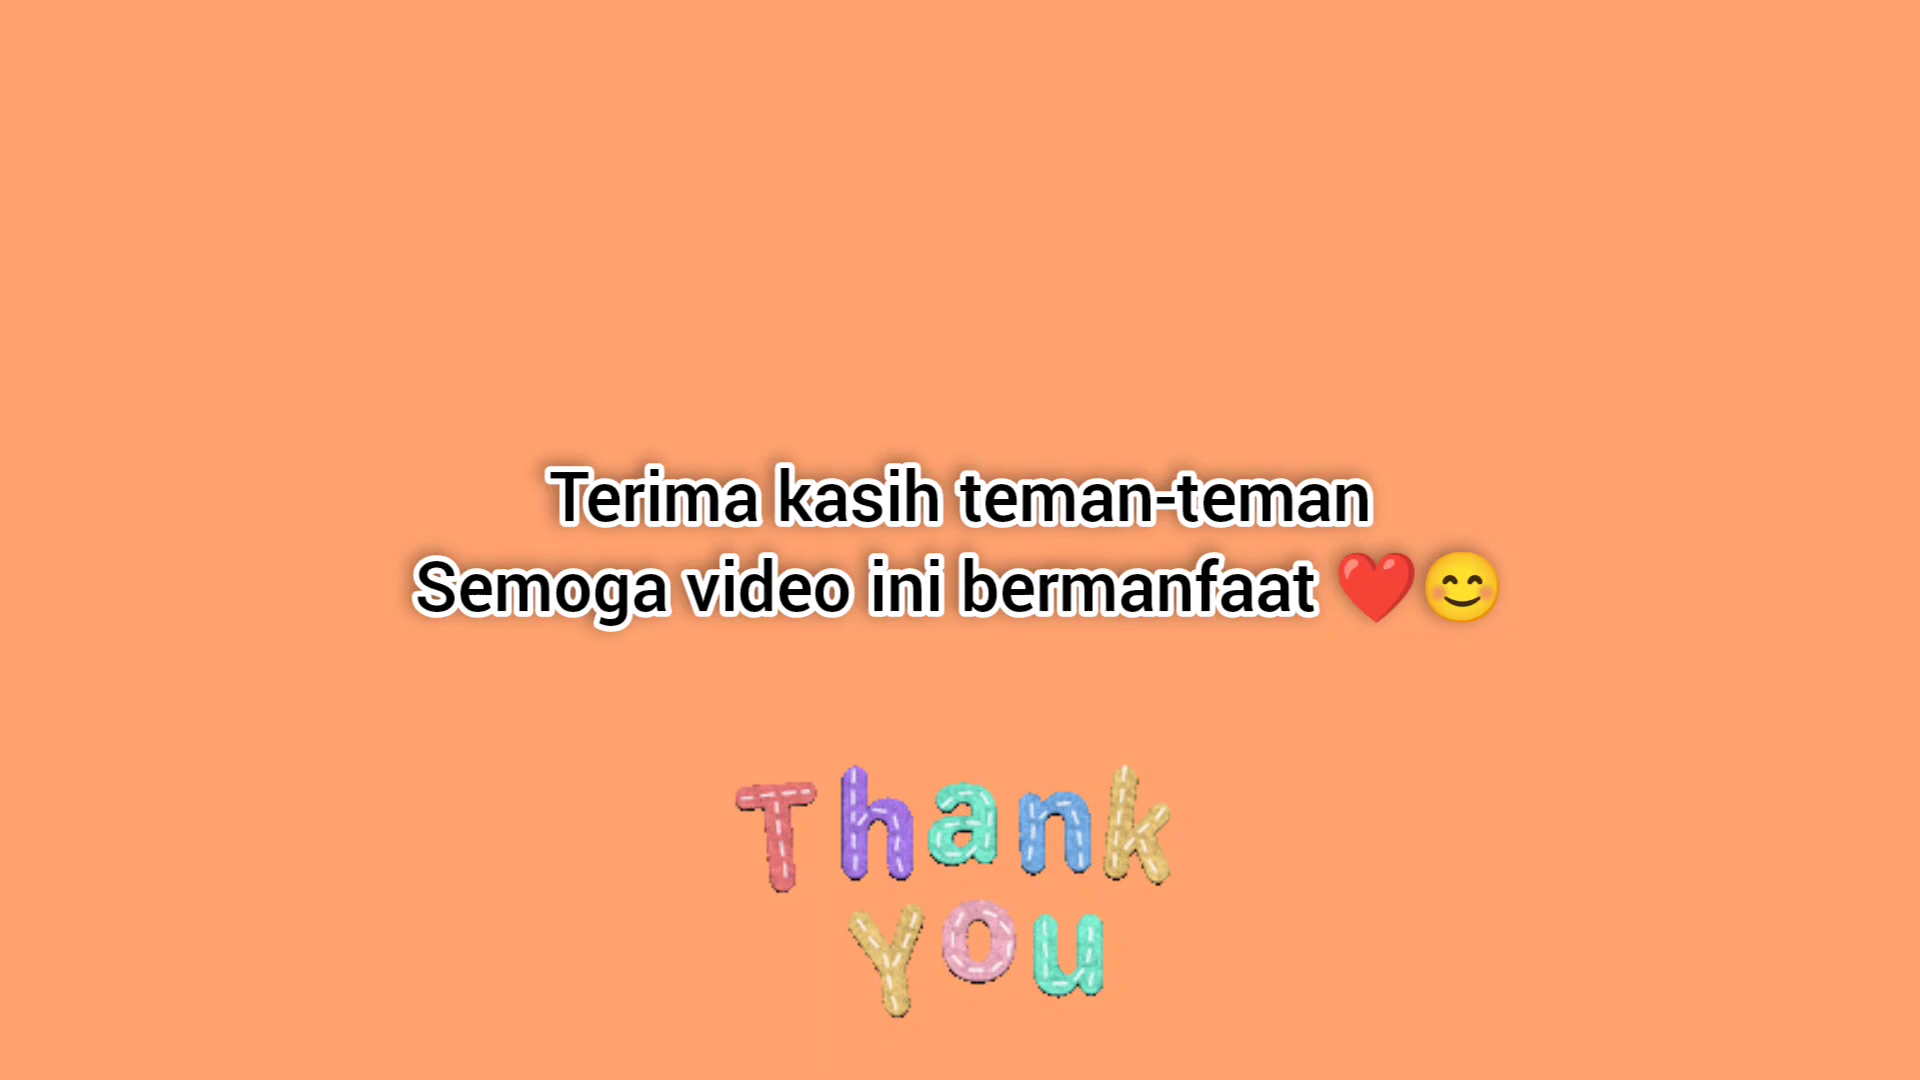 Terima kasih teman-teman
Semoga video ini bermanfaat ❤️😊
Thank
You